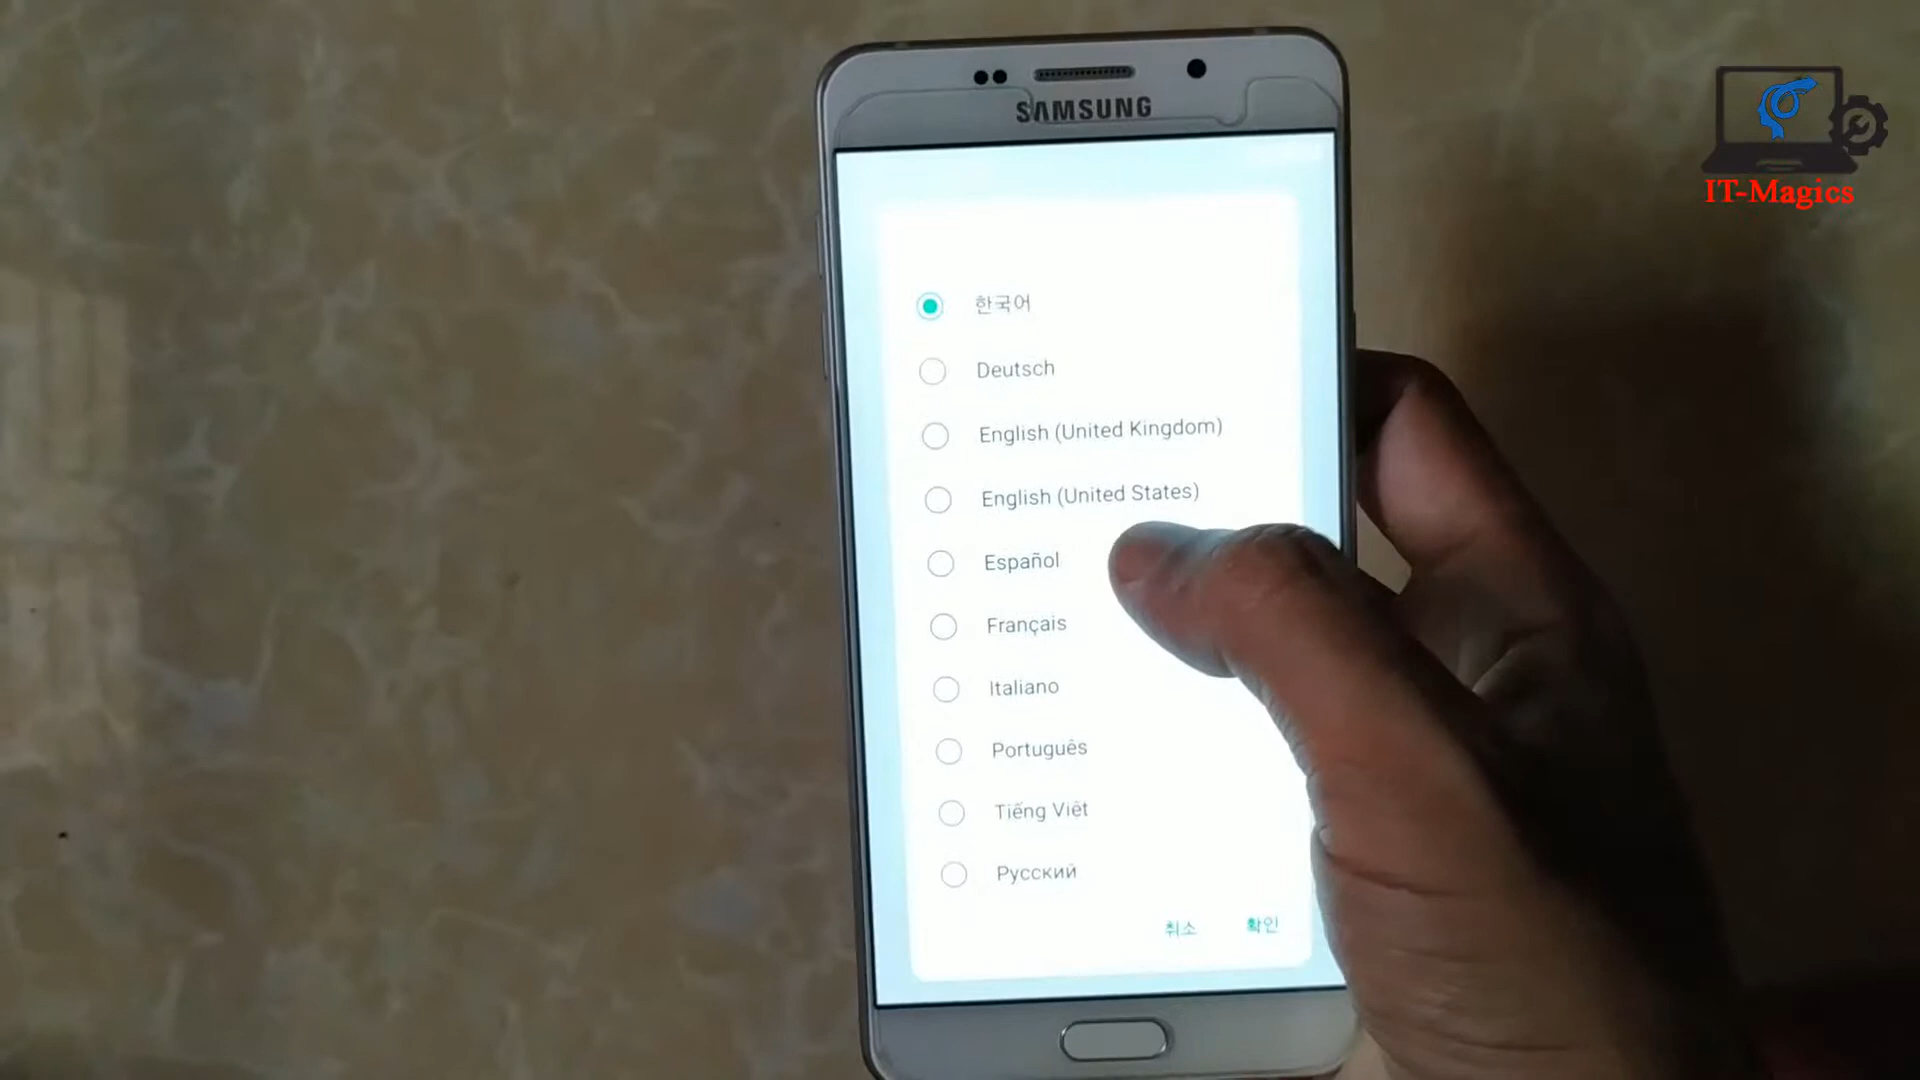 SAMSUNG
IT-Magics
한국어
Deutsch
English (United Kingdom)
English (United States)
Español
Français
Italiano
Português
Tiếng Việt
Русский
취소 확인